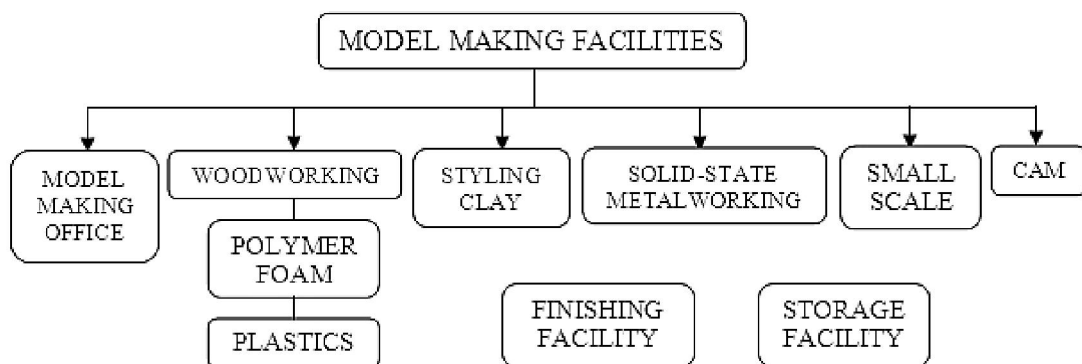 MODEL MAKING FACILITIES
MODEL
MAKING
OFFICE
WOODWORKING
POLYMER
FOAM
PLASTICS
STYLING
CLAY
SOLID-STATE
METALWORKING
SMALL
SCALE
CAM
FINISHING
FACILITY
STORAGE
FACILITY